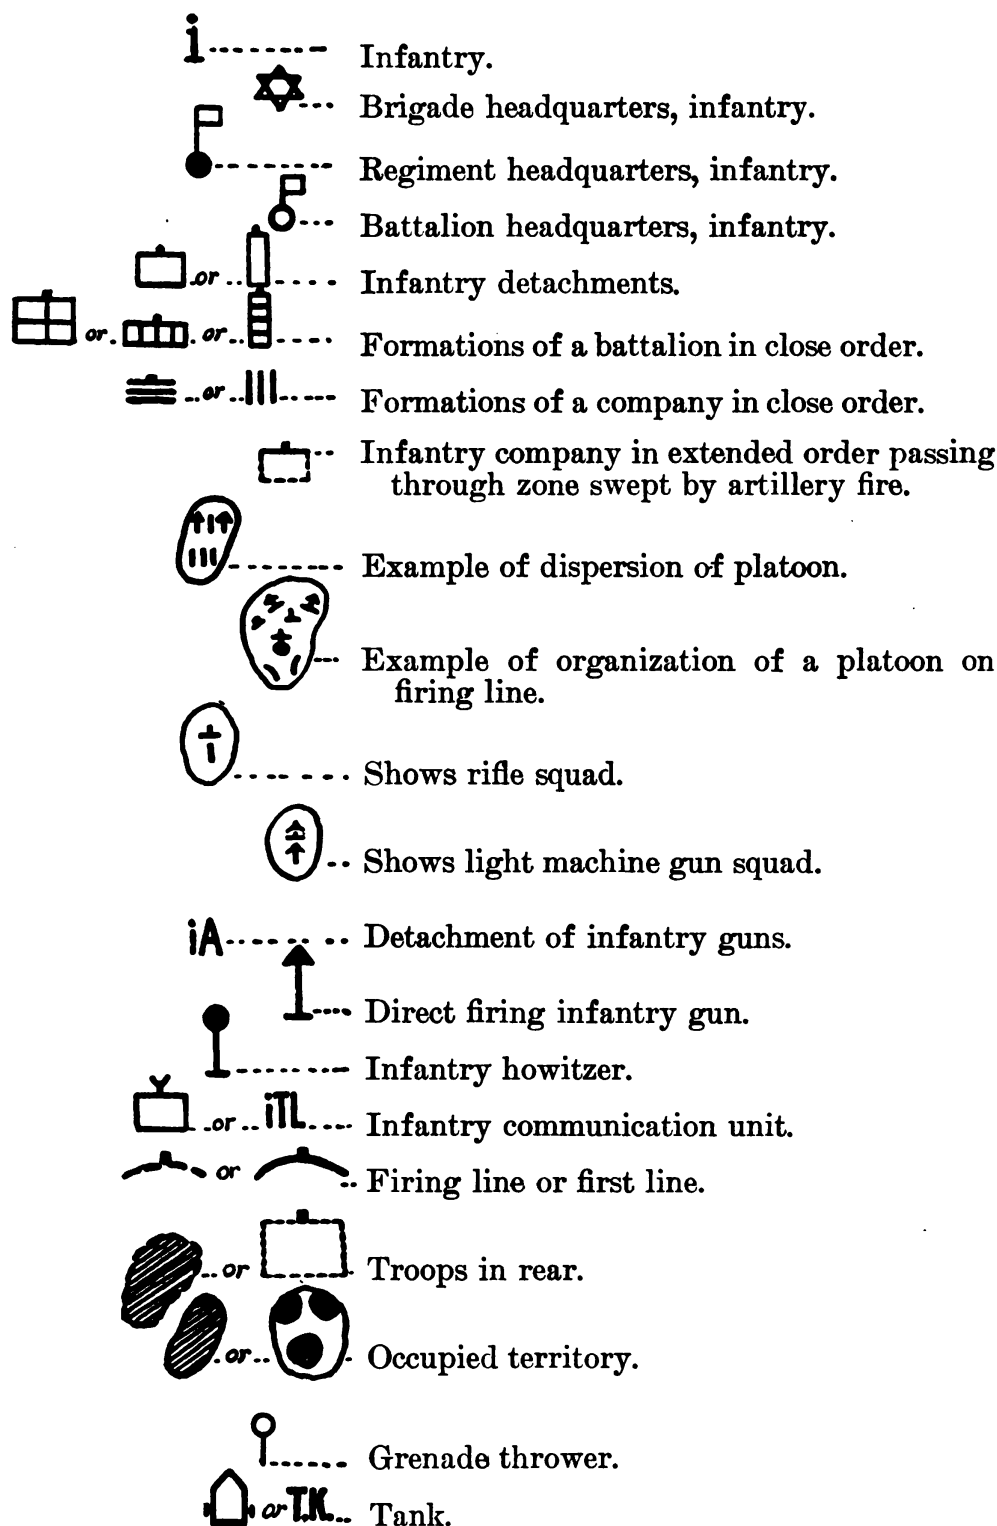 i Infantry.
Brigade headquarters, infantry.
Regiment headquarters, infantry.
Battalion headquarters, infantry.
or Infantry detachments.
or or Formations of a battalion in close order.
or Formations of a company in close order.
Infantry company in extended order passing
through zone swept by artillery fire.
Example of dispersion of platoon.
Example of organization of a platoon on
firing line.
Shows rifle squad.
Shows light machine gun squad.
iA Detachment of infantry guns.
Direct firing infantry gun.
Infantry howitzer.
or iTL Infantry communication unit.
or Firing line or first line.
or Troops in rear.
or Occupied territory.
Grenade thrower.
or T.K. Tank.